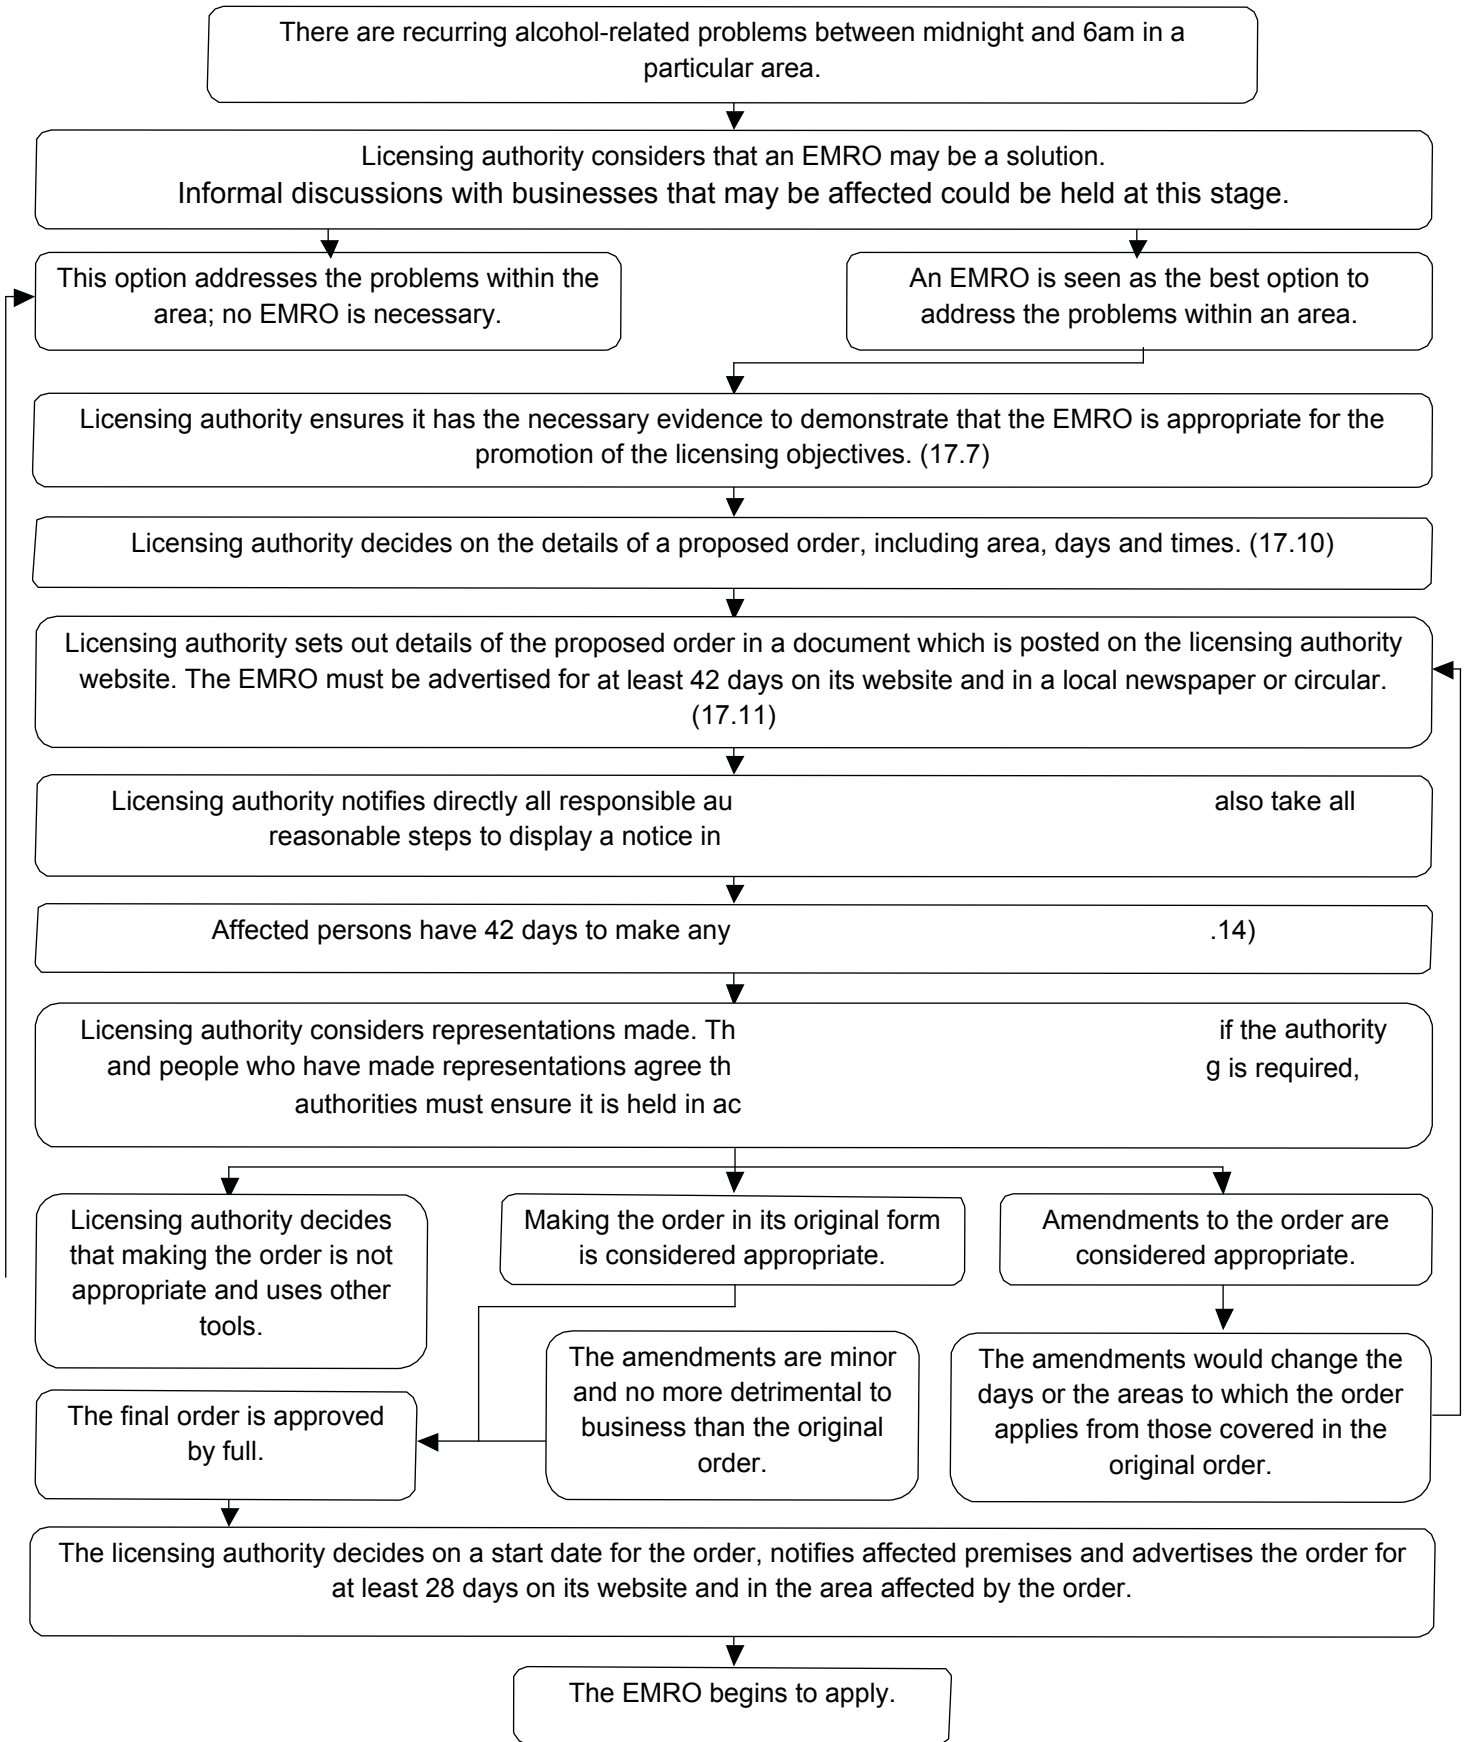 There are recurring alcohol-related problems between midnight and 6am in a
particular area.
Licensing authority considers that an EMRO may be a solution.
Informal discussions with businesses that may be affected could be held at this stage.
This option addresses the problems within the
area; no EMRO is necessary.
An EMRO is seen as the best option to
address the problems within an area.
Licensing authority ensures it has the necessary evidence to demonstrate that the EMRO is appropriate for the
promotion of the licensing objectives. (17.7)
Licensing authority decides on the details of a proposed order, including area, days and times. (17.10)
Licensing authority sets out details of the proposed order in a document which is posted on the licensing authority
website. The EMRO must be advertised for at least 42 days on its website and in a local newspaper or circular.
(17.11)
Licensing authority notifies directly all responsible au also take all
reasonable steps to display a notice in
Affected persons have 42 days to make any .14)
Licensing authority considers representations made. Th if the authority
and people who have made representations agree th g is required,
authorities must ensure it is held in ac
Licensing authority decides
that making the order is not
appropriate and uses other
tools.
Making the order in its original form
is considered appropriate.
Amendments to the order are
considered appropriate.
The amendments are minor
and no more detrimental to
business than the original
order.
The amendments would change the
days or the areas to which the order
applies from those covered in the
original order.
The final order is approved
by full.
The licensing authority decides on a start date for the order, notifies affected premises and advertises the order for
at least 28 days on its website and in the area affected by the order.
The EMRO begins to apply.